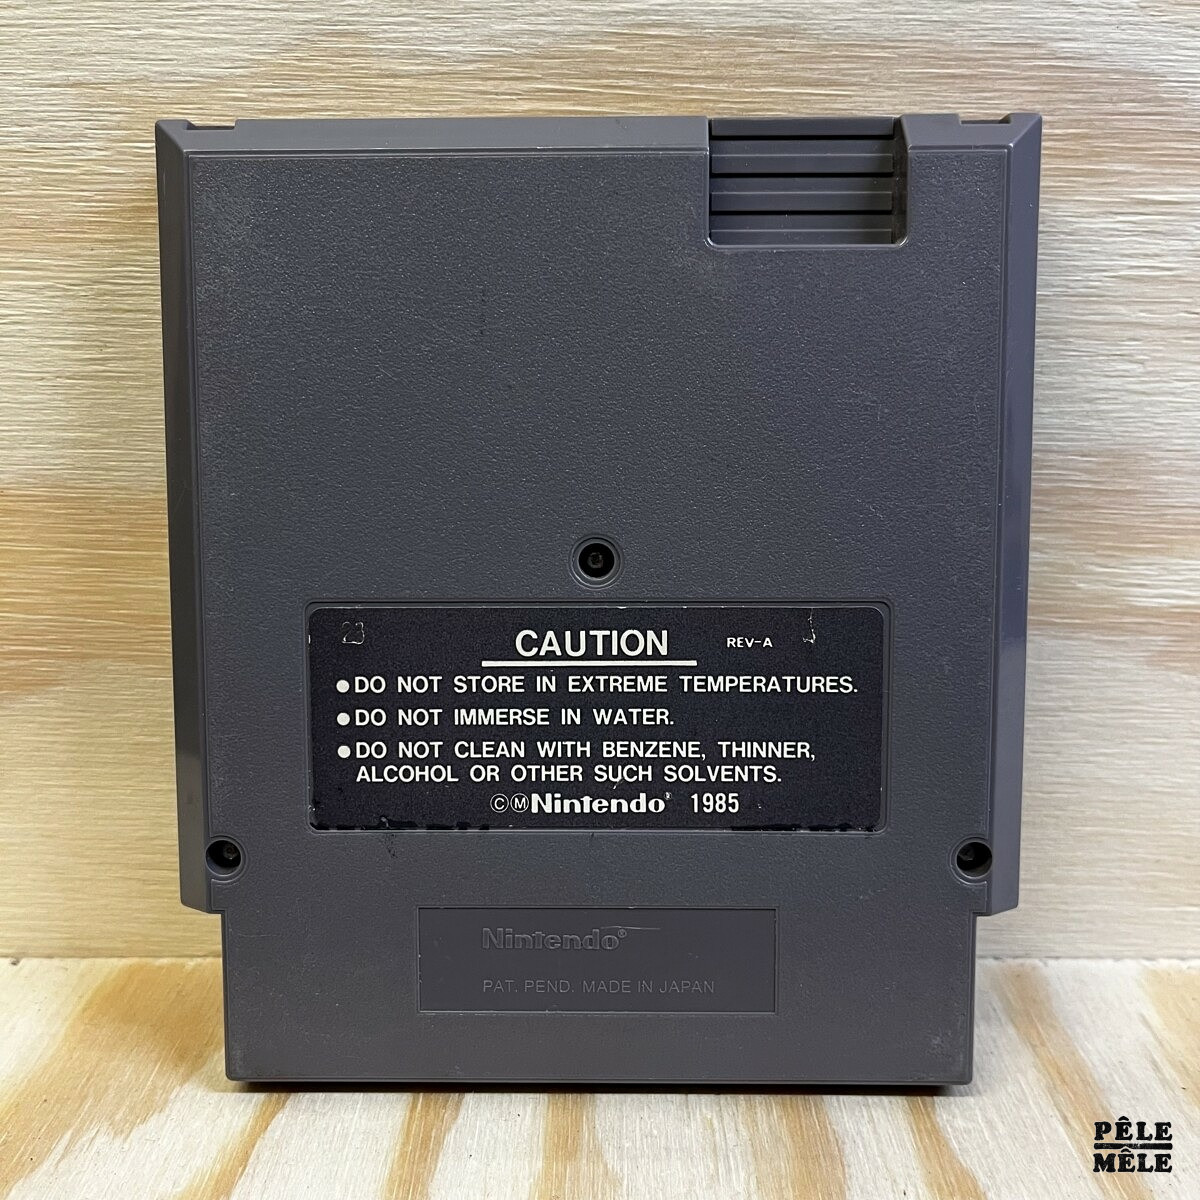 23
CAUTION REV-A
●DO NOT STORE IN EXTREME TEMPERATURES.
●DO NOT IMMERSE IN WATER.
●DO NOT CLEAN WITH BENZENE, THINNER,
ALCOHOL OR OTHER SUCH SOLVENTS.
©ⓂNintendo® 1985
Nintendo®
PAT. PEND. MADE IN JAPAN
PÊLE
MÊLE